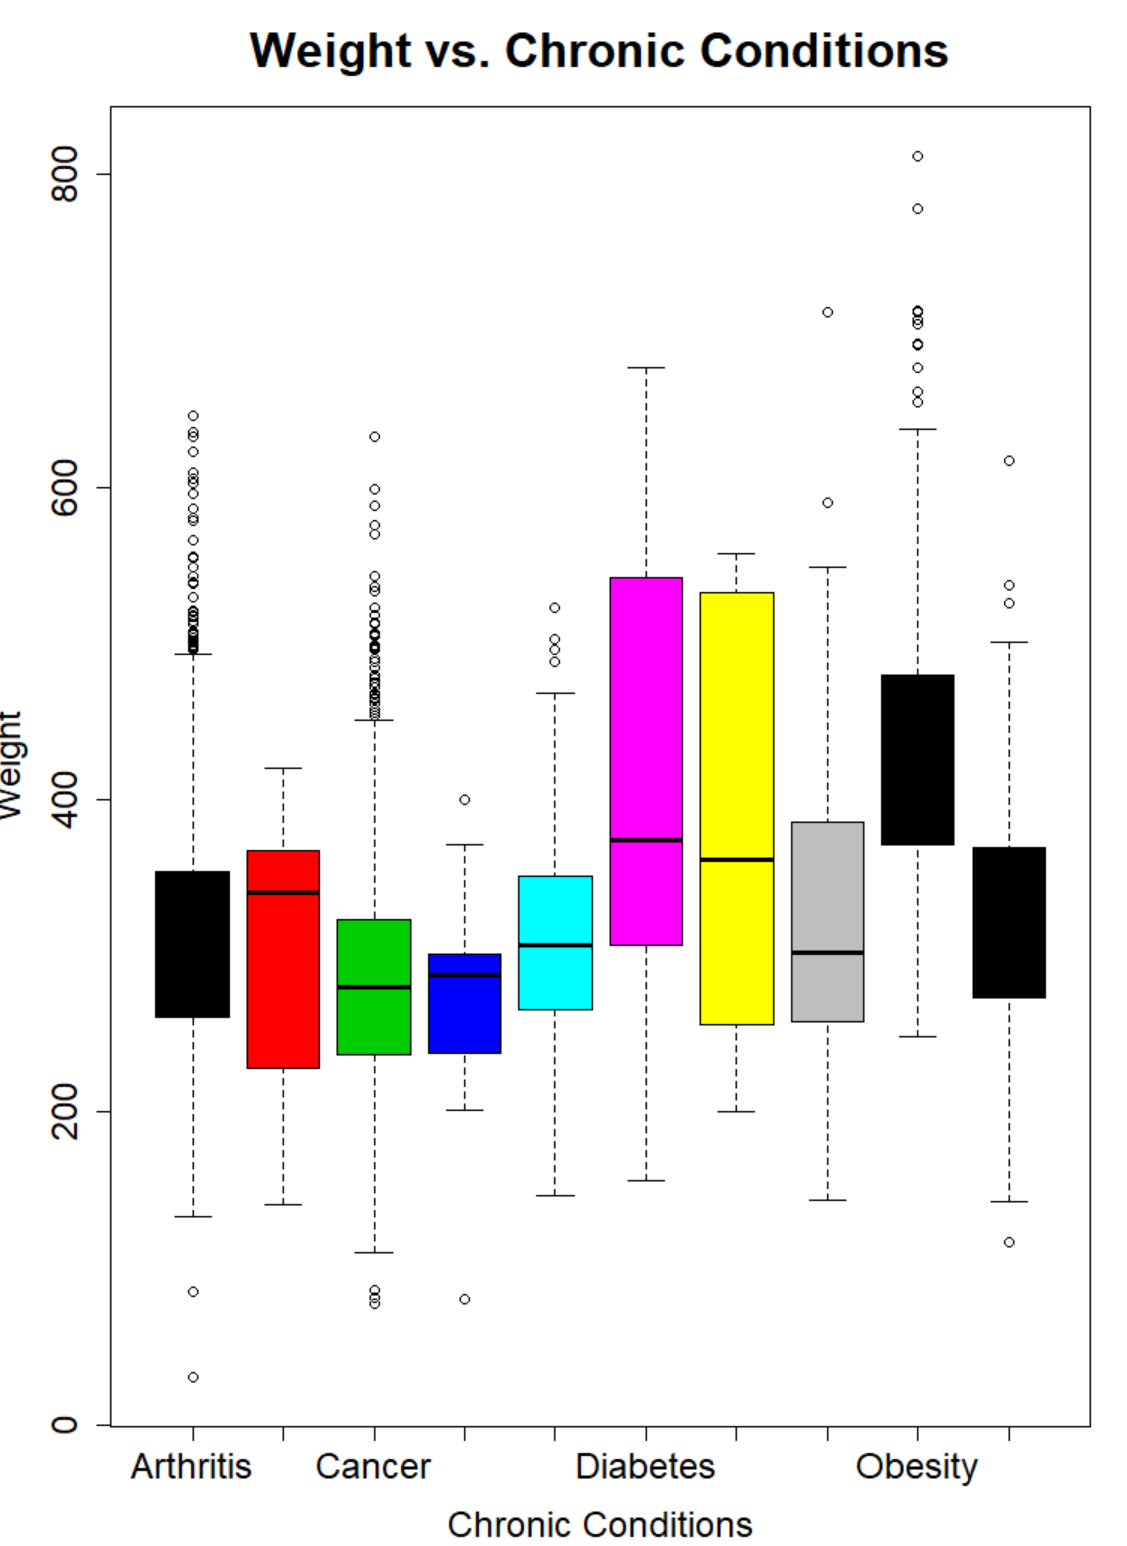 Weight vs. Chronic Conditions
800
600
400
200
0
Weight
Arthritis Cancer Diabetes Obesity
Chronic Conditions